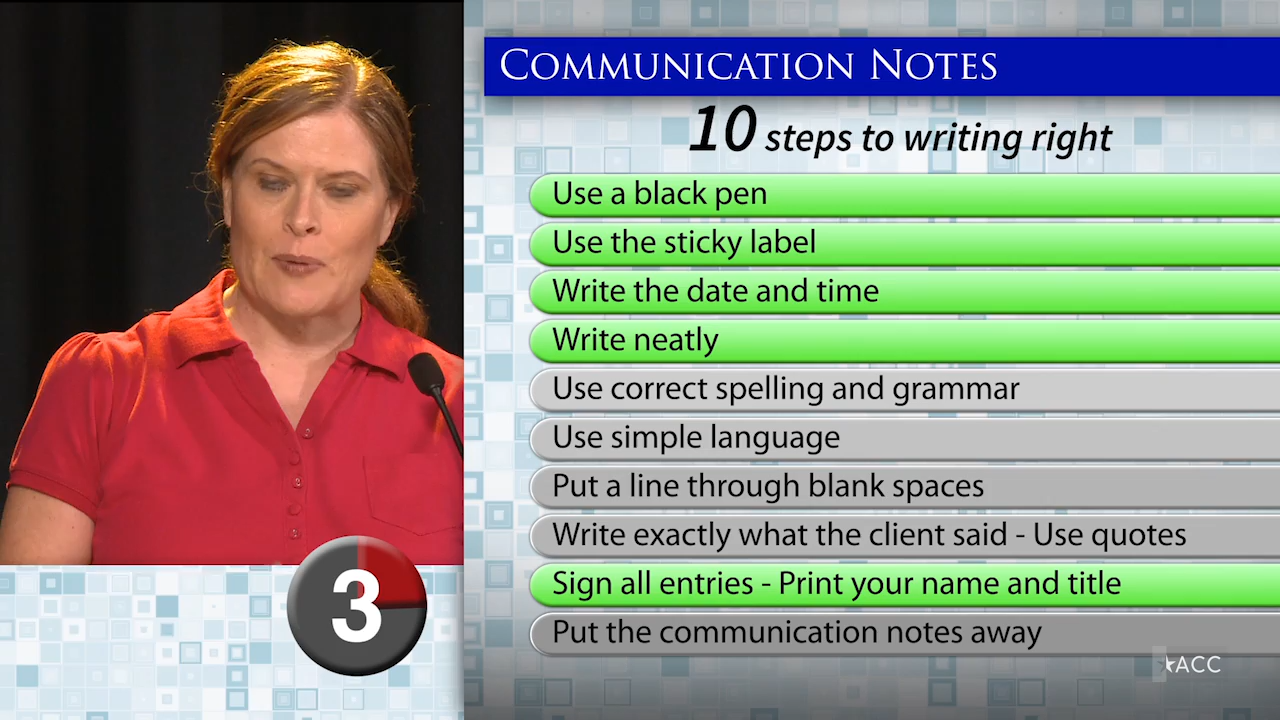 COMMUNICATION NOTES
10 steps to writing right
Use a black pen
Use the sticky label
Write the date and time
Write neatly
Use correct spelling and grammar
Use simple language
Put a line through blank spaces
Write exactly what the client said - Use quotes
Sign all entries - Print your name and title
Put the communication notes away
3
ACC